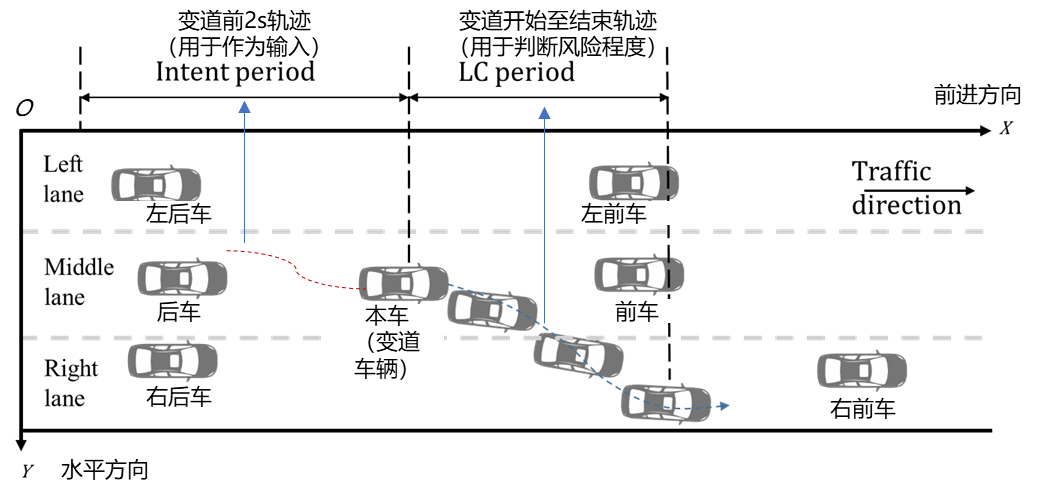 变道前2s轨迹
（用于作为输入）
Intent period
变道开始至结束轨迹
（用于判断风险程度）
LC period
O
前进方向
X
Left
lane
左后车
左前车
Traffic
direction
Middle
lane
后车
本车
（变道
车辆）
前车
Right
lane
右后车
右前车
Y
水平方向